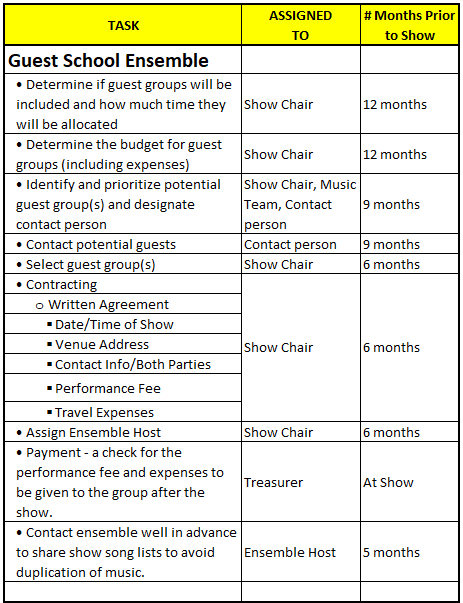 TASK ASSIGNED TO # Months Prior to Show
Guest School Ensemble
• Determine if guest groups will be
included and how much time they
will be allocated
Show Chair
12 months
• Determine the budget for guest
groups (including expenses)
Show Chair
12 months
• Identify and prioritize potential
guest group(s) and designate
contact person
Show Chair, Music
Team, Contact
person
9 months
• Contact potential guests
Contact person
9 months
• Select guest group(s)
Show Chair
6 months
• Contracting
o Written Agreement
▪ Date/Time of Show
▪ Venue Address
▪ Contact Info/Both Parties
▪ Performance Fee
▪ Travel Expenses
Show Chair
6 months
• Assign Ensemble Host
Show Chair
6 months
• Payment - a check for the
performance fee and expenses to
be given to the group after the
show.
Treasurer
At Show
• Contact ensemble well in advance
to share show song lists to avoid
duplication of music.
Ensemble Host
5 months